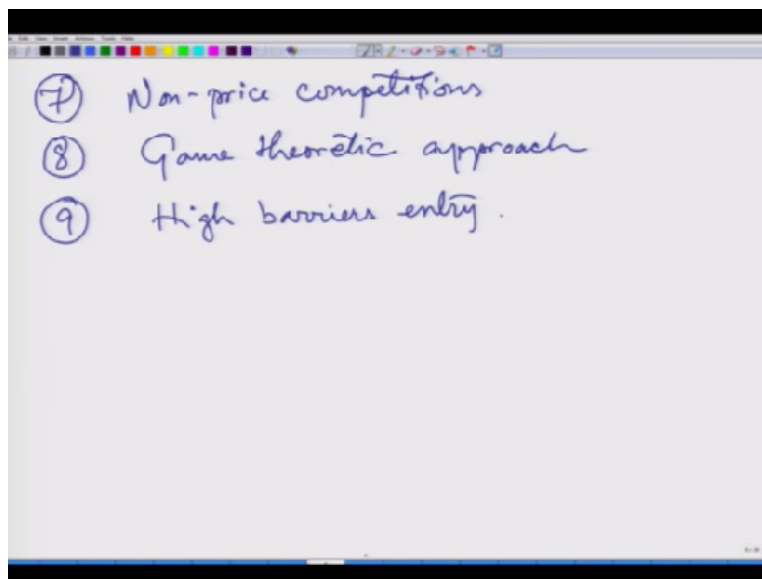 7 Non-price competitions
8 Game theoretic approach
9 High barriers entry.